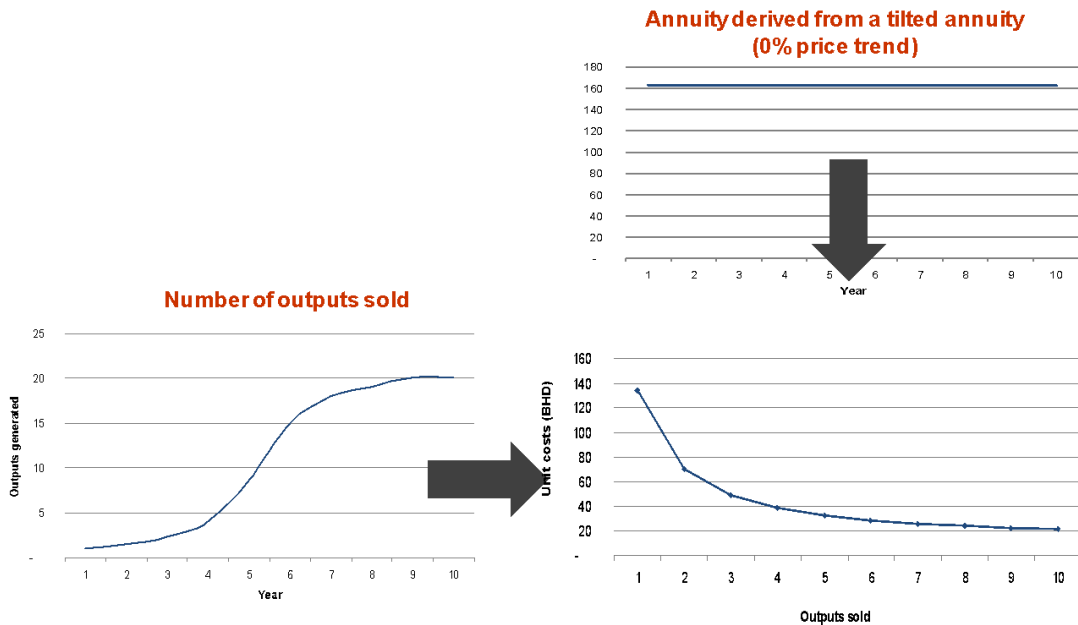 Annuity derived from a tilted annuity
(0% price trend)
180
160
140
120
100
80
60
40
20
-
1 2 3 4 5 6 7 8 9 10
Year
Number of outputs sold
25
20
15
10
5
-
Outputs generated
1 2 3 4 5 6 7 8 9 10
Year
160
140
120
100
80
60
40
20
-
Unit costs (BHD)
1 2 3 4 5 6 7 8 9 10
Outputs sold